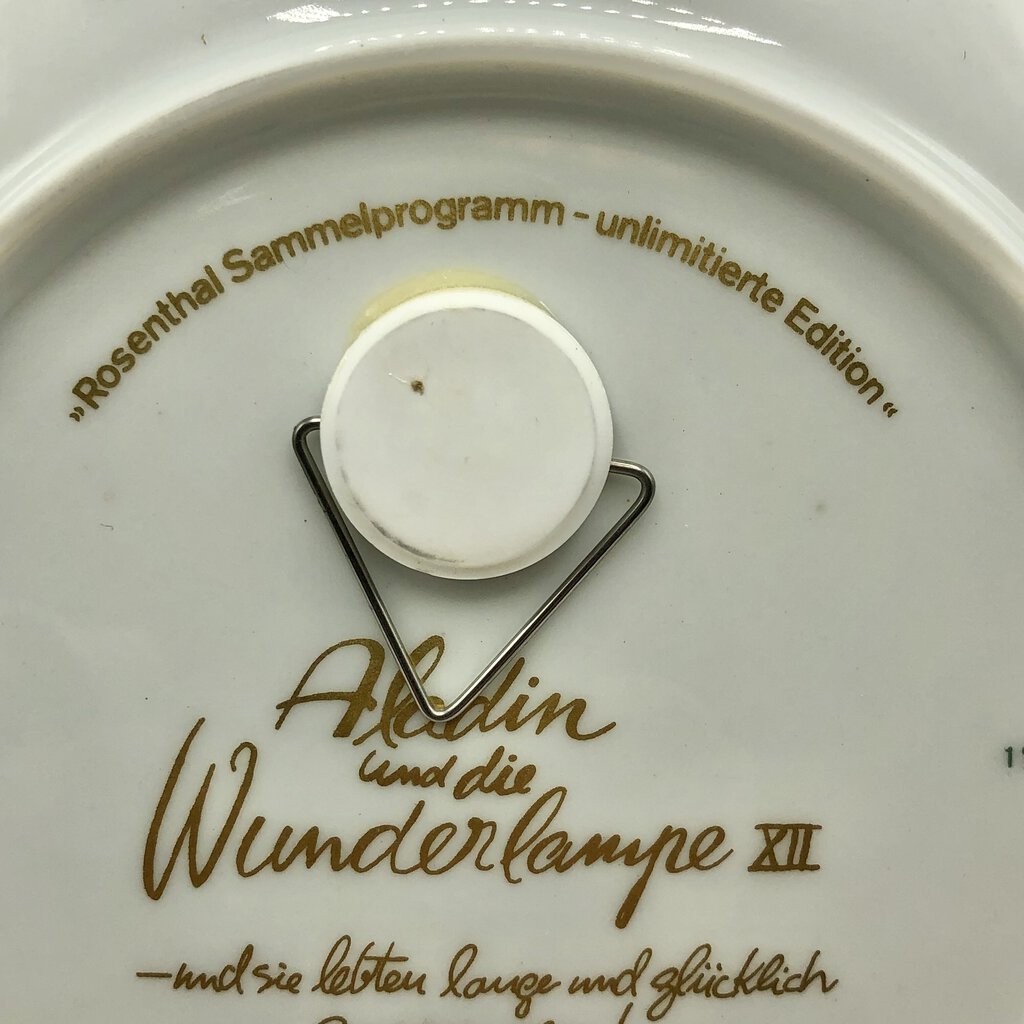 „Rosenthal Sammelprogramm - unlimitierte Edition“
Aladin
und die
Wunderlampe XII
—und sie lebten lange und glücklich